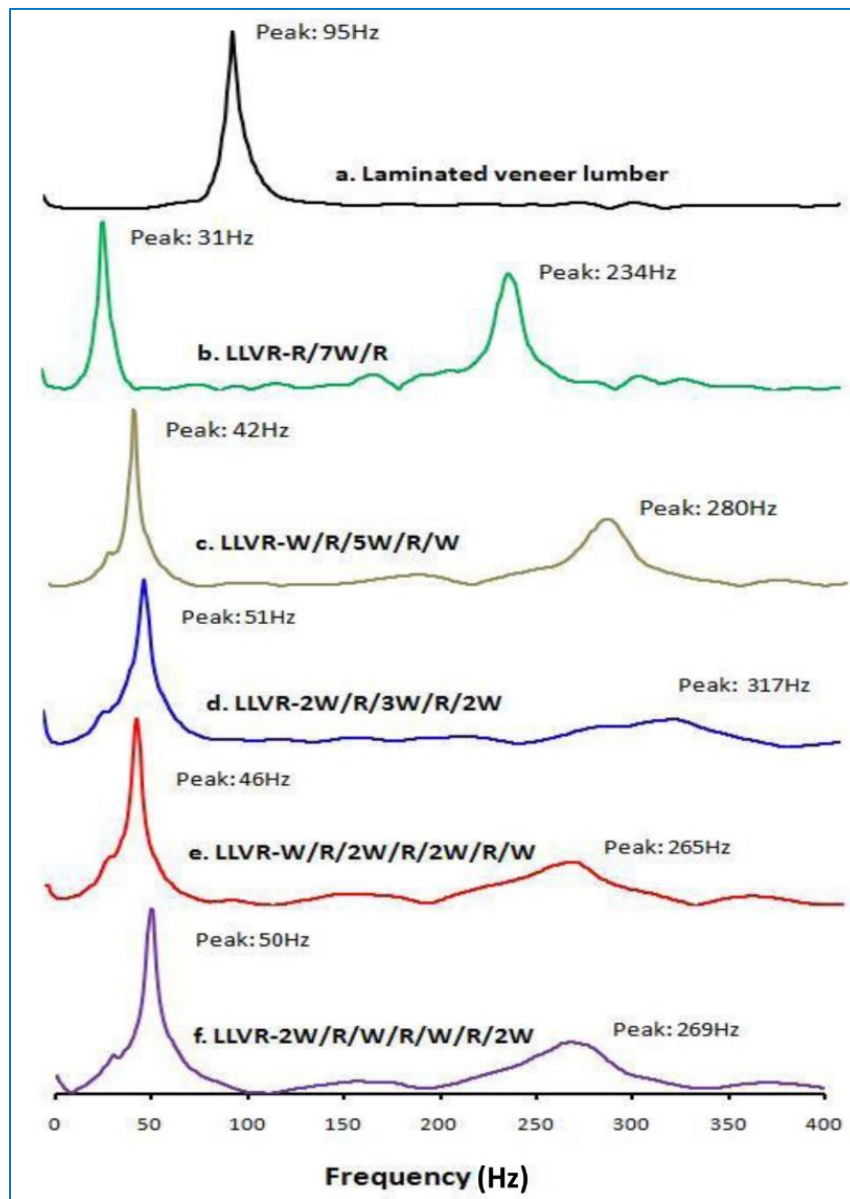 Peak: 95Hz
a. Laminated veneer lumber
Peak: 31Hz
Peak: 234Hz
b. LLVR-R/7W/R
Peak: 42Hz
Peak: 280Hz
c. LLVR-W/R/5W/R/W
Peak: 51Hz
Peak: 317Hz
d. LLVR-2W/R/3W/R/2W
Peak: 46Hz
e. LLVR-W/R/2W/R/2W/R/W
Peak: 265Hz
Peak: 50Hz
f. LLVR-2W/R/W/R/W/R/2W
Peak: 269Hz
0 50 100 150 200 250 300 350 400
Frequency (Hz)